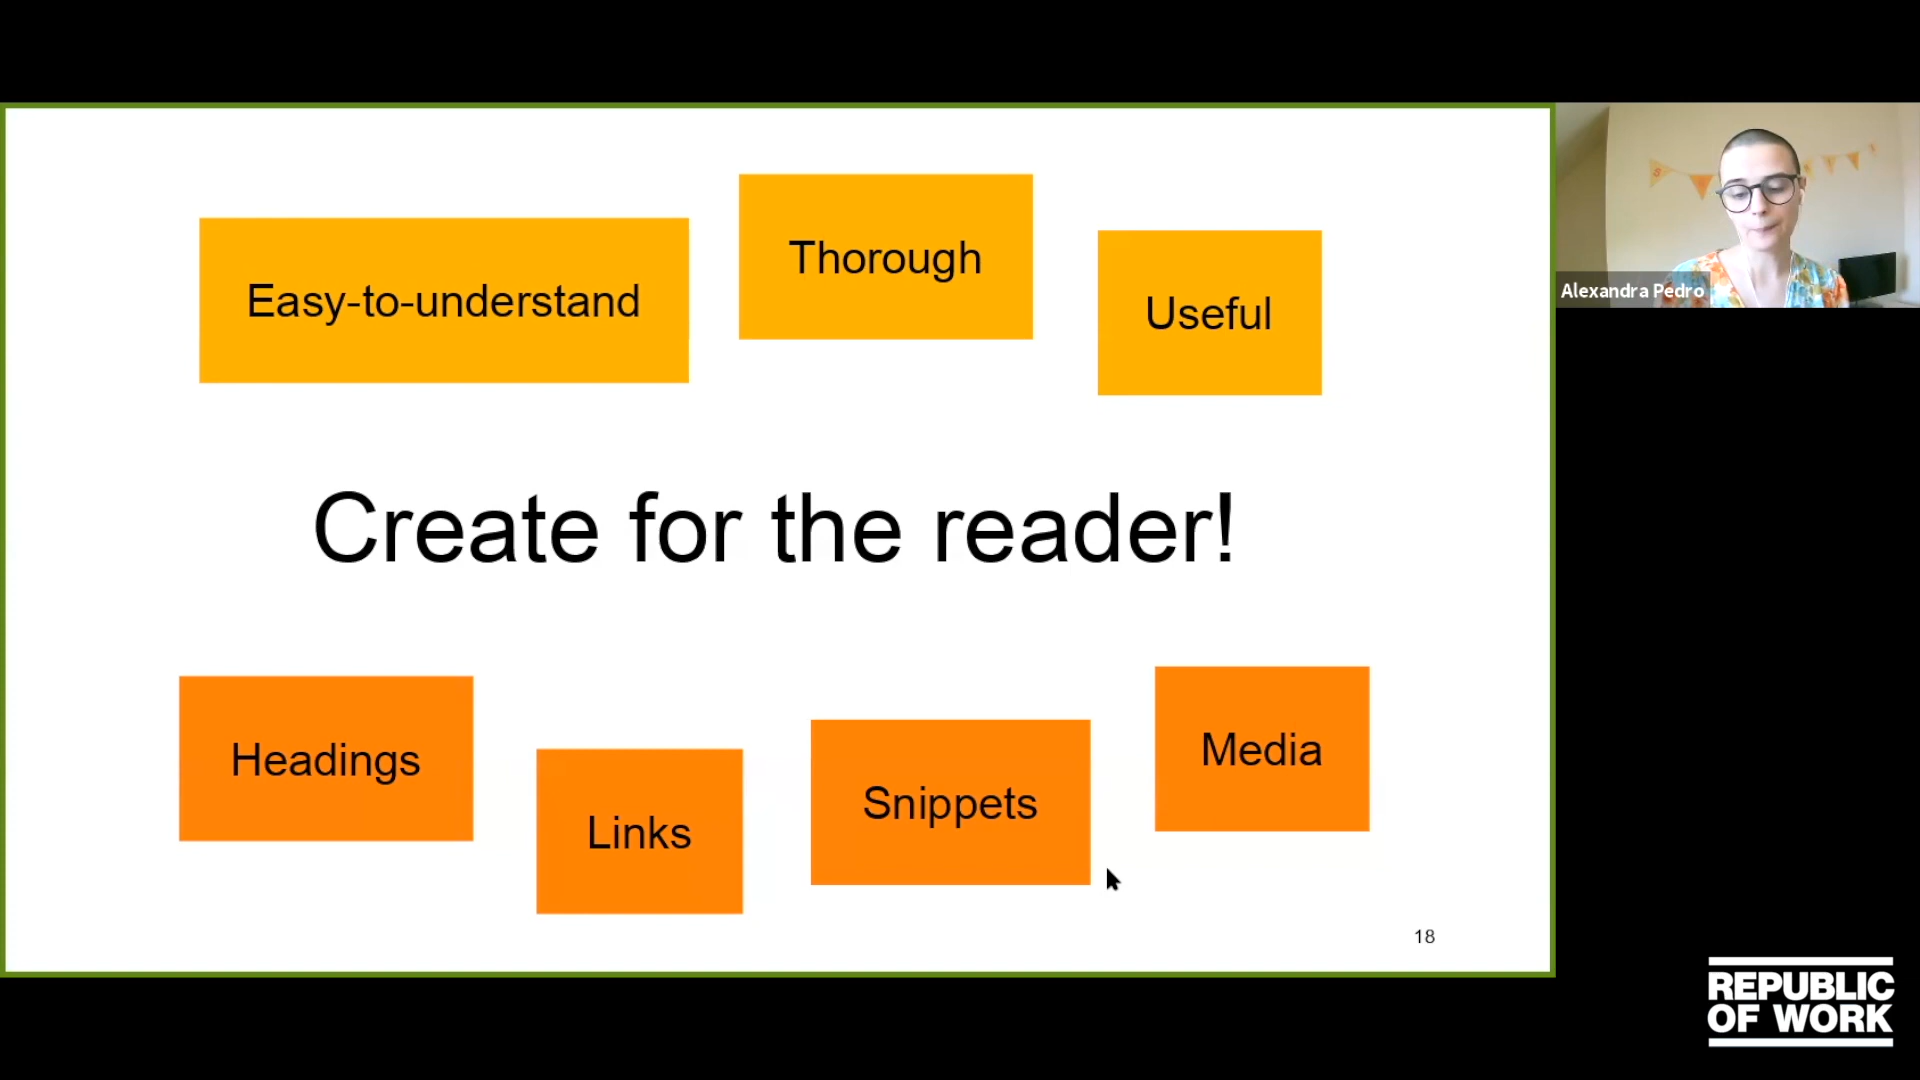 Easy-to-understand
Thorough
Useful
Create for the reader!
Headings
Links
Snippets
Media
18
Alexandra Pedro
REPUBLIC
OF WORK